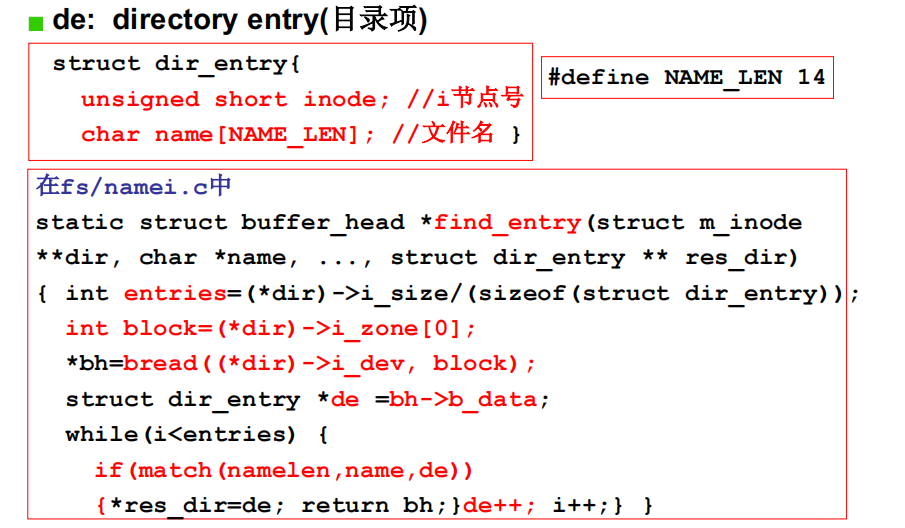 de: directory entry(目录项)
struct dir_entry{
unsigned short inode; //i节点号
char name[NAME_LEN]; //文件名 }
#define NAME_LEN 14
在fs/namei.c中
static struct buffer_head *find_entry(struct m_inode
**dir, char *name, ..., struct dir_entry ** res_dir)
{ int entries=(*dir)->i_size/(sizeof(struct dir_entry));
int block=(*dir)->i_zone[0];
*bh=bread((*dir)->i_dev, block);
struct dir_entry *de =bh->b_data;
while(i<entries) {
if(match(namelen,name,de))
{*res_dir=de; return bh;}de++; i++;} }